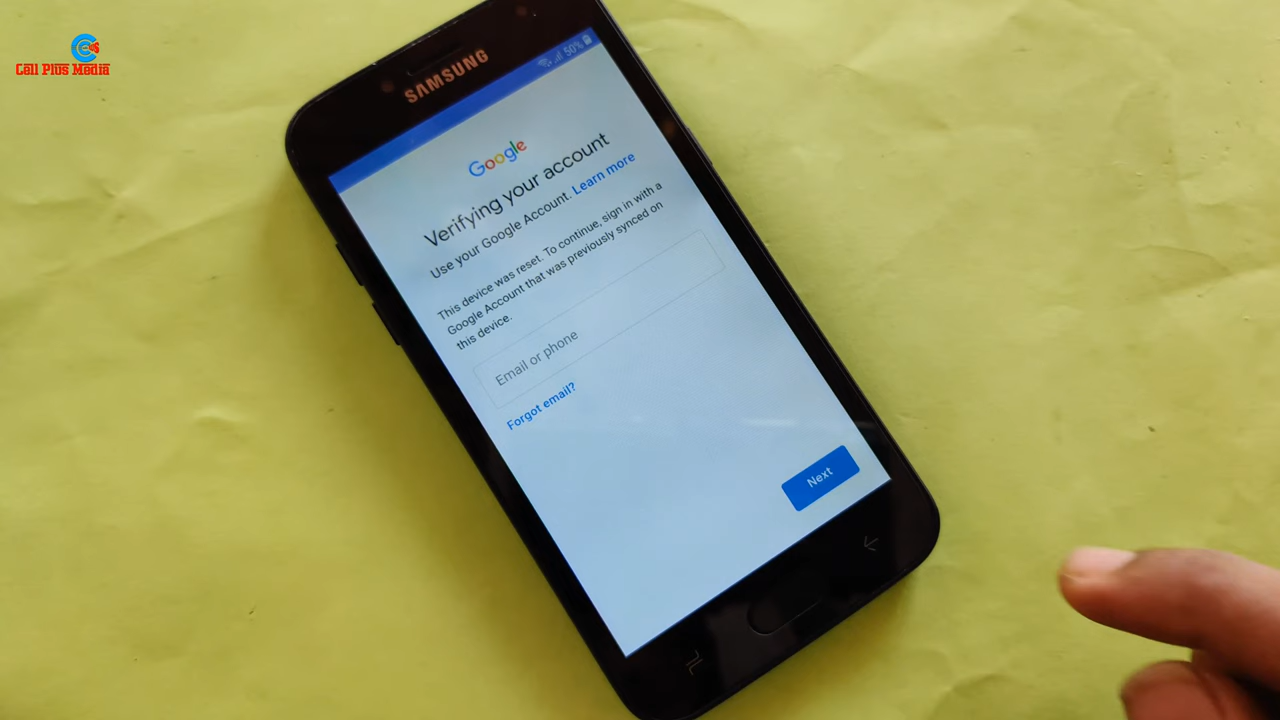 Cell Plus Media
SAMSUNG
50%
Google
Verifying your account
Use your Google Account. Learn more
This device was reset. To continue, sign in with a
Google Account that was previously synced on
this device.
Email or phone
Forgot email?
Next